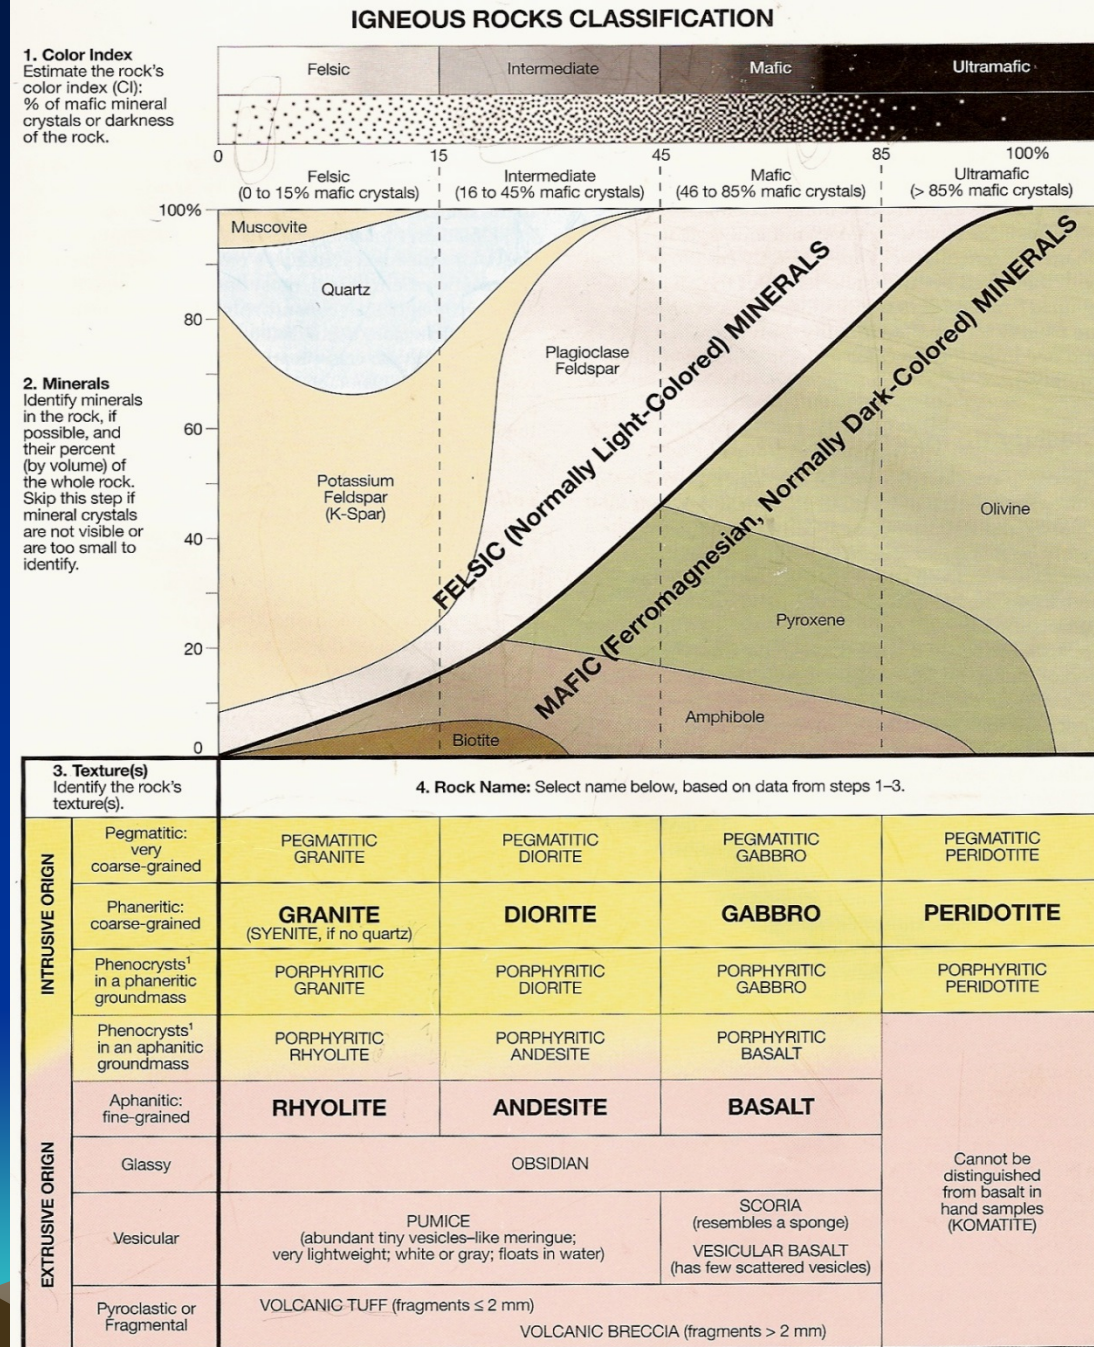 IGNEOUS ROCKS CLASSIFICATION
1. Color Index
Estimate the rock's
color index (CI):
% of mafic mineral
crystals or darkness
of the rock.
Felsic
Intermediate
Mafic
Ultramafic
0
15
45
85
100%
Felsic
(0 to 15% mafic crystals)
Intermediate
(16 to 45% mafic crystals)
Mafic
(46 to 85% mafic crystals)
Ultramafic
(> 85% mafic crystals)
2. Minerals
Identify minerals
in the rock, if
possible, and
their percent
(by volume) of
the whole rock.
Skip this step if
mineral crystals
are not visible or
are too small to
identify.
100%
80
60
40
20
0
Muscovite
Quartz
Plagioclase
Feldspar
Potassium
Feldspar
(K-Spar)
FELSIC (Normally Light-Colored) MINERALS
MAFIC (Ferromagnesian, Normally Dark-Colored) MINERALS
Olivine
Pyroxene
Amphibole
Biotite
3. Texture(s)
Identify the rock's
texture(s).
4. Rock Name: Select name below, based on data from steps 1–3.
INTRUSIVE ORIGN
Pegmatitic:
very
coarse-grained
PEGMATITIC
GRANITE
PEGMATITIC
DIORITE
PEGMATITIC
GABBRO
PEGMATITIC
PERIDOTITE
Phaneritic:
coarse-grained
GRANITE
(SYENITE, if no quartz)
DIORITE
GABBRO
PERIDOTITE
Phenocrysts¹
in a phaneritic
groundmass
PORPHYRITIC
GRANITE
PORPHYRITIC
DIORITE
PORPHYRITIC
GABBRO
PORPHYRITIC
PERIDOTITE
Phenocrysts¹
in an aphanitic
groundmass
PORPHYRITIC
RHYOLITE
PORPHYRITIC
ANDESITE
PORPHYRITIC
BASALT
EXTRUSIVE ORIGN
Aphanitic:
fine-grained
RHYOLITE
ANDESITE
BASALT
Glassy
OBSIDIAN
Cannot be
distinguished
from basalt in
hand samples
(KOMATITE)
Vesicular
PUMICE
(abundant tiny vesicles–like meringue;
very lightweight; white or gray; floats in water)
SCORIA
(resembles a sponge)
VESICULAR BASALT
(has few scattered vesicles)
Pyroclastic or
Fragmental
VOLCANIC TUFF (fragments ≤ 2 mm)
VOLCANIC BRECCIA (fragments > 2 mm)